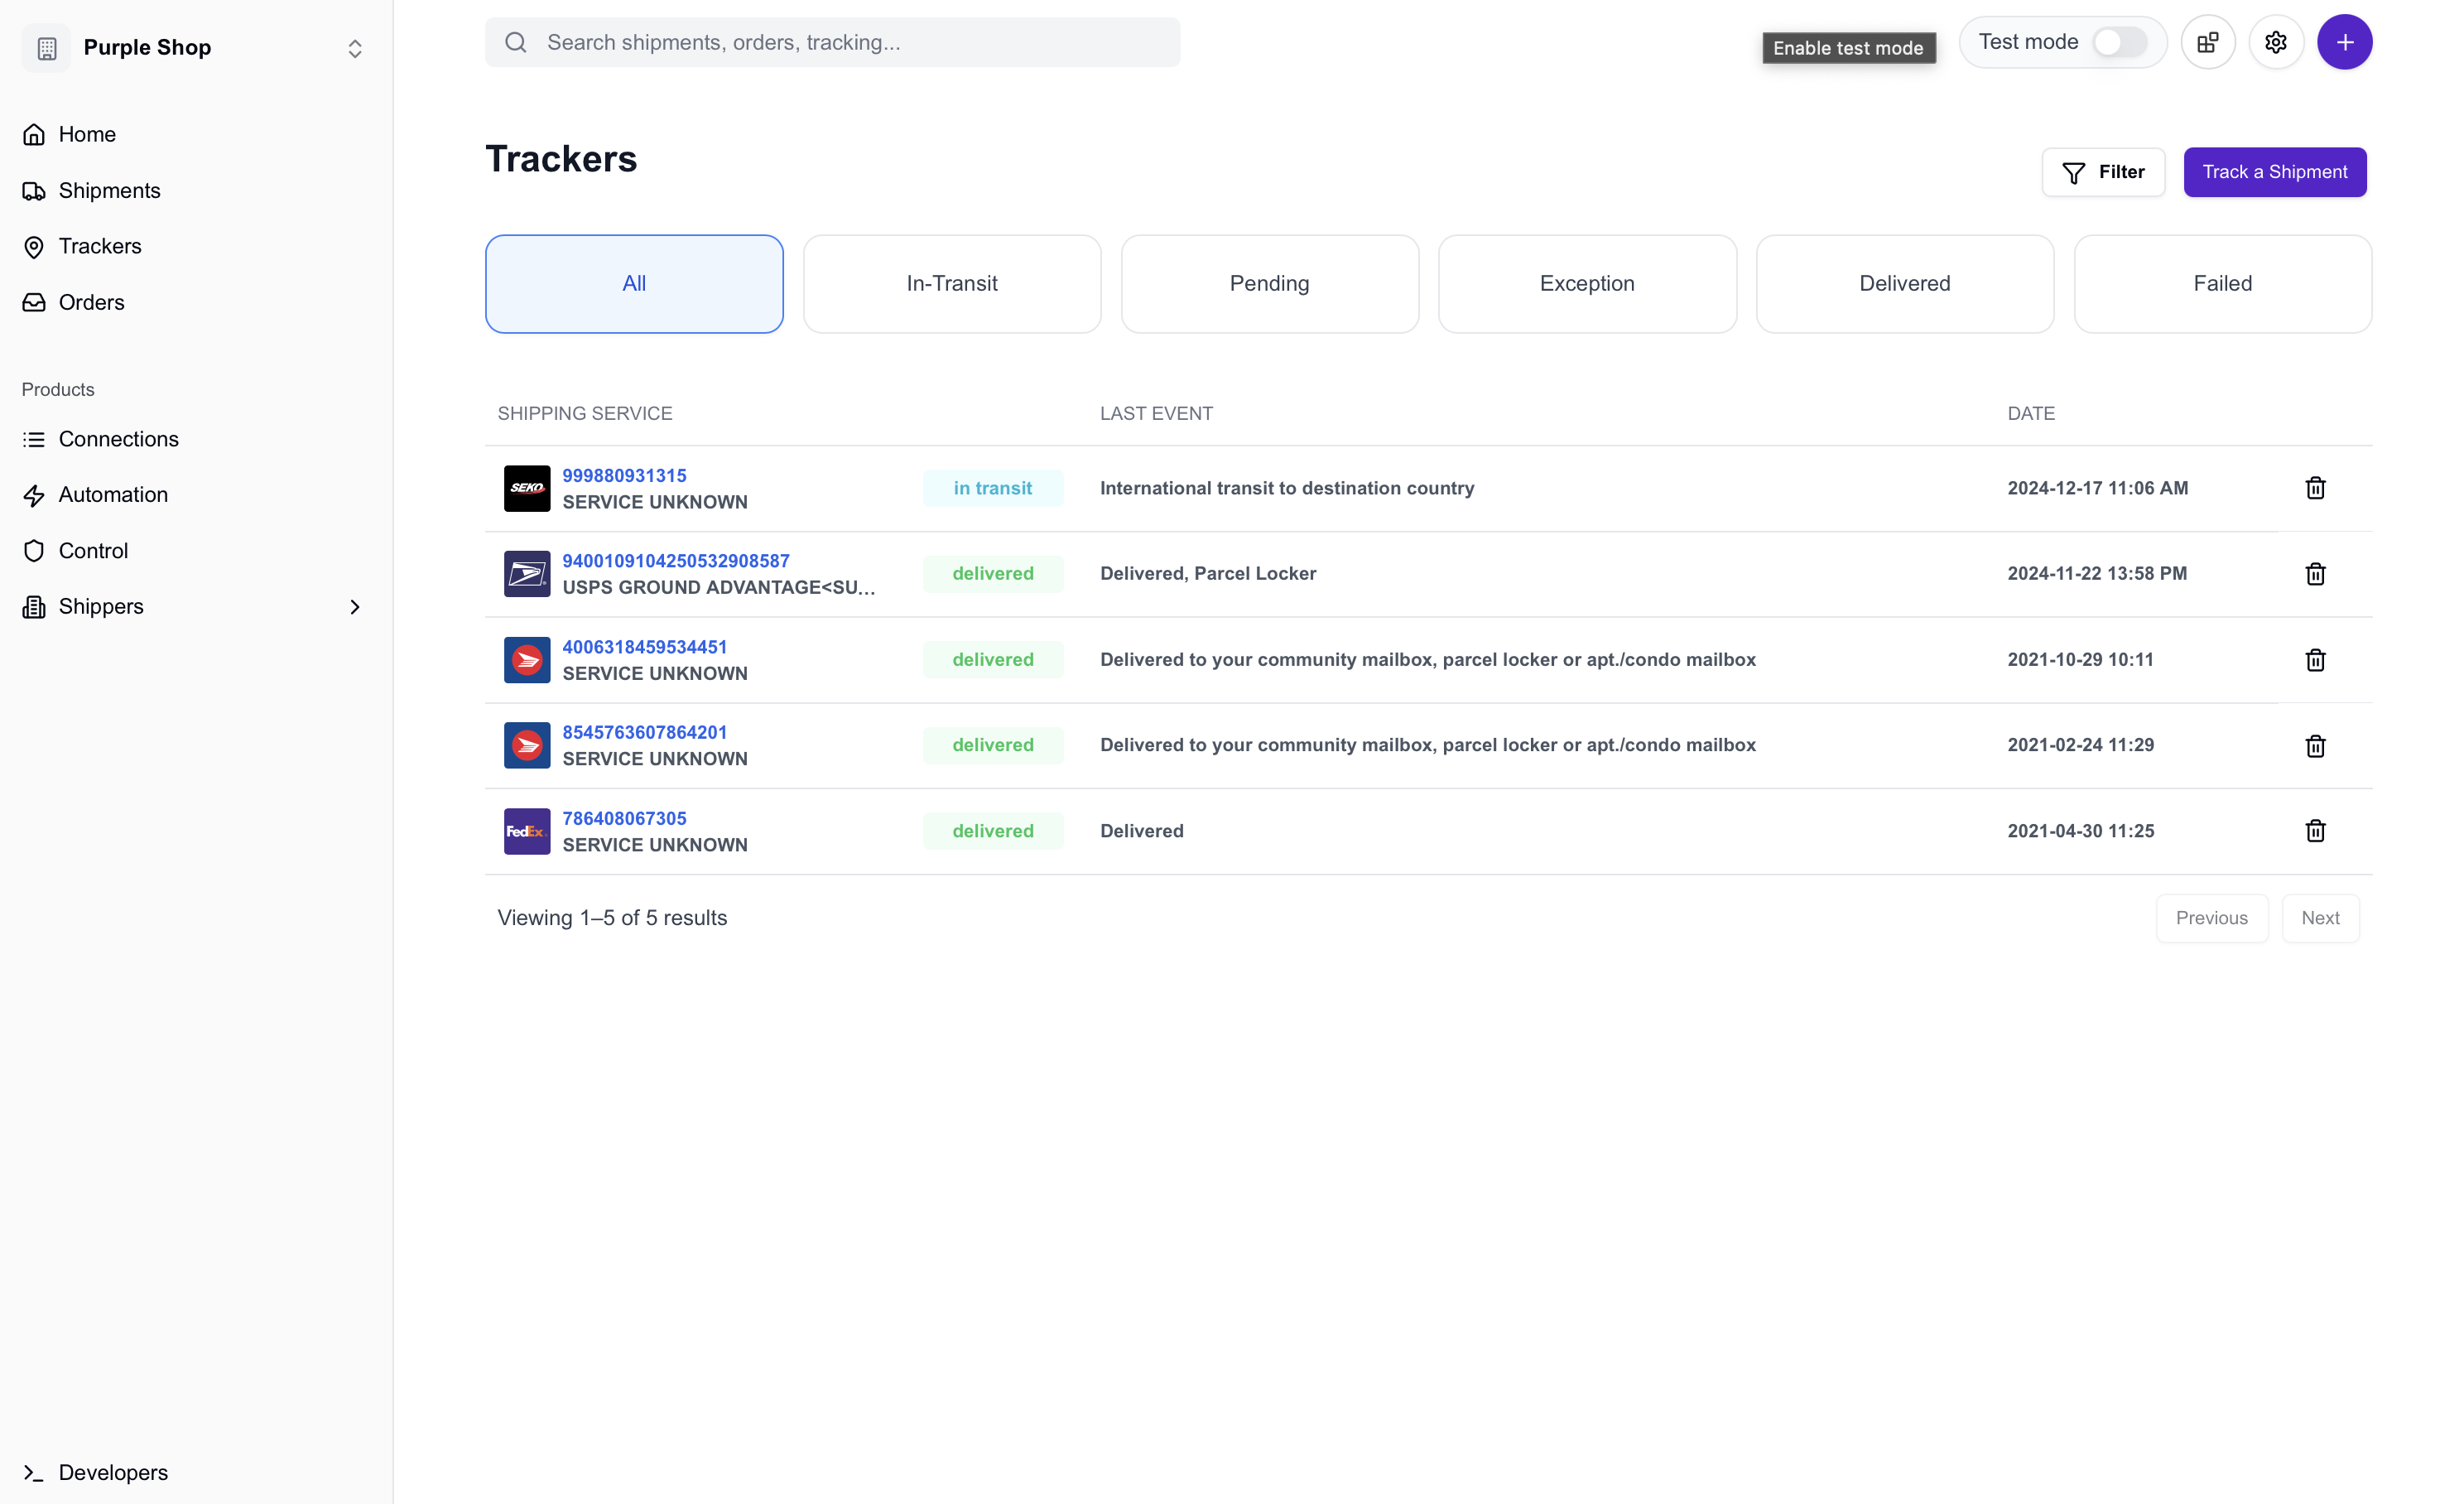 Purple Shop
Search shipments, orders, tracking...
Enable test mode
Test mode
Home
Shipments
Trackers
Orders
Products
Connections
Automation
Control
Shippers
Developers
Trackers
Filter
Track a Shipment
All
In-Transit
Pending
Exception
Delivered
Failed
SHIPPING SERVICE LAST EVENT DATE
SEKO
999880931315
SERVICE UNKNOWN
in transit
International transit to destination country
2024-12-17 11:06 AM
9400109104250532908587
USPS GROUND ADVANTAGE<SU...
delivered
Delivered, Parcel Locker
2024-11-22 13:58 PM
4006318459534451
SERVICE UNKNOWN
delivered
Delivered to your community mailbox, parcel locker or apt./condo mailbox
2021-10-29 10:11
8545763607864201
SERVICE UNKNOWN
delivered
Delivered to your community mailbox, parcel locker or apt./condo mailbox
2021-02-24 11:29
FedEx
786408067305
SERVICE UNKNOWN
delivered
Delivered
2021-04-30 11:25
Viewing 1–5 of 5 results
Previous
Next